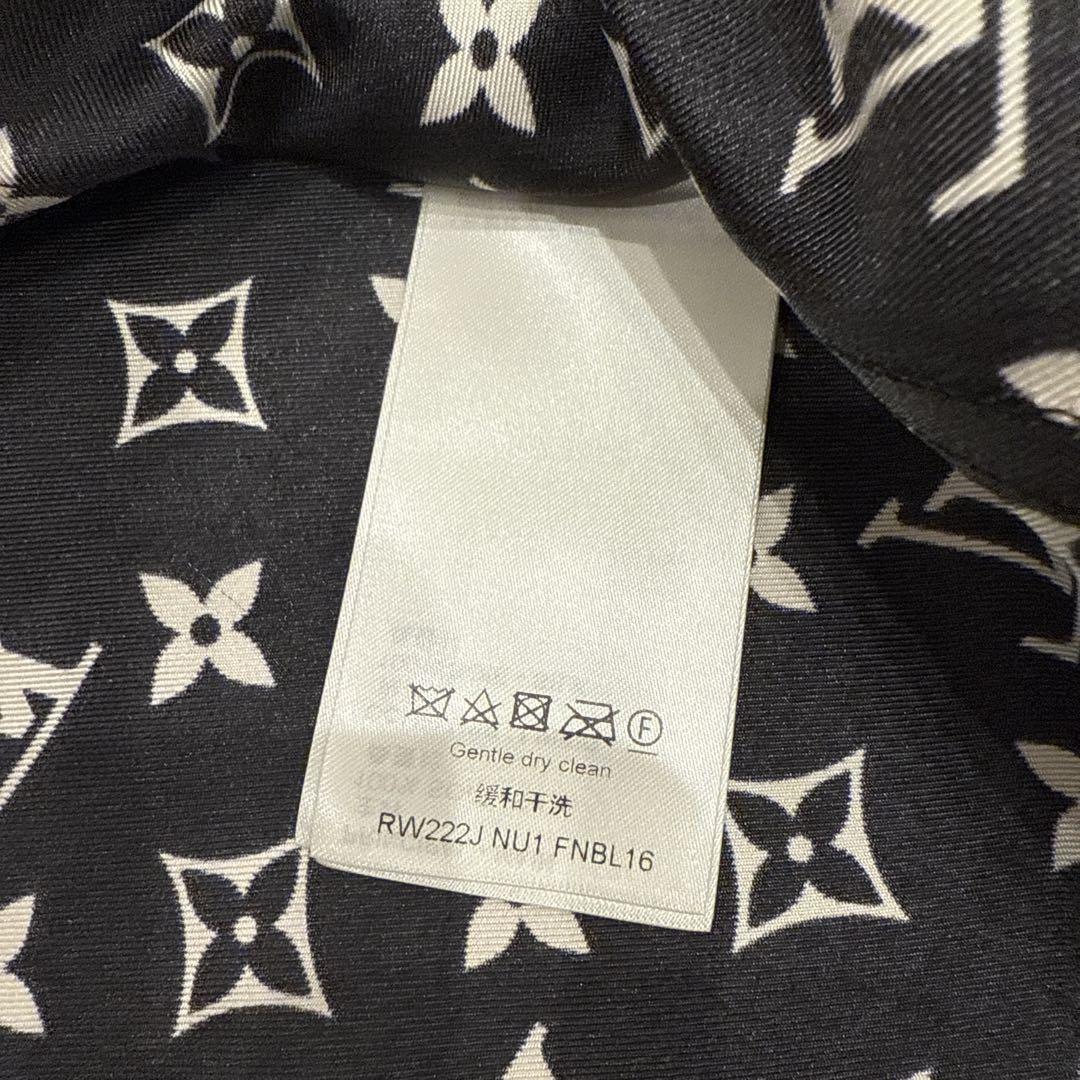 F
Gentle dry clean
缓和干洗
RW222J NU1 FNBL16